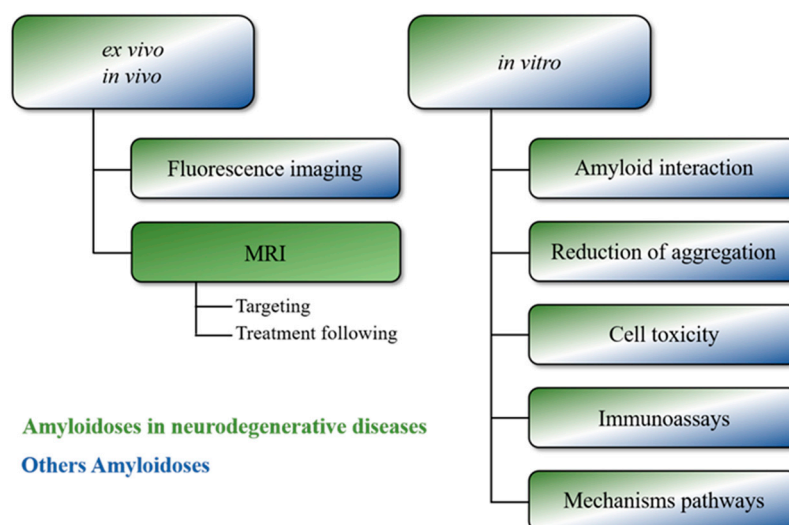 ex vivo
in vivo
Fluorescence imaging
MRI
Targeting
Treatment following
in vitro
Amyloid interaction
Reduction of aggregation
Cell toxicity
Immunoassays
Mechanisms pathways
Amyloidoses in neurodegenerative diseases
Others Amyloidoses